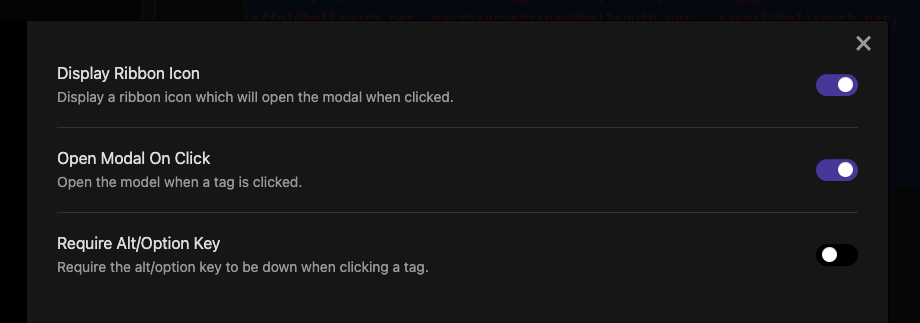 Display Ribbon Icon
Display a ribbon icon which will open the modal when clicked.
Open Modal On Click
Open the model when a tag is clicked.
Require Alt/Option Key
Require the alt/option key to be down when clicking a tag.